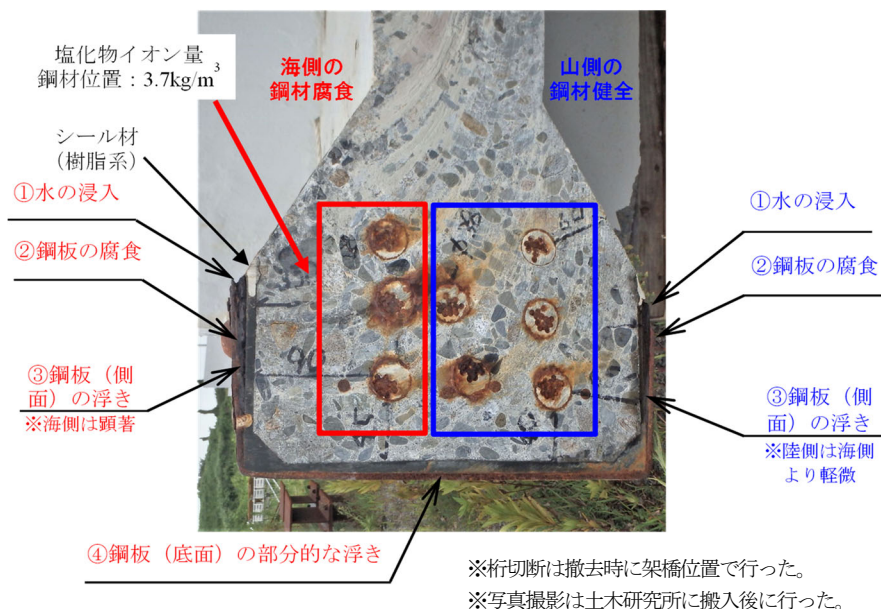 塩化物イオン量
鋼材位置：3.7kg/m³
海側の
鋼材腐食
山側の
鋼材健全
シール材
（樹脂系）
①水の浸入
②鋼板の腐食
③鋼板（側
面）の浮き
※海側は顕著
①水の浸入
②鋼板の腐食
③鋼板（側
面）の浮き
※陸側は海側
より軽微
④鋼板（底面）の部分的な浮き
※桁切断は撤去時に架橋位置で行った。
※写真撮影は土木研究所に搬入後に行った。